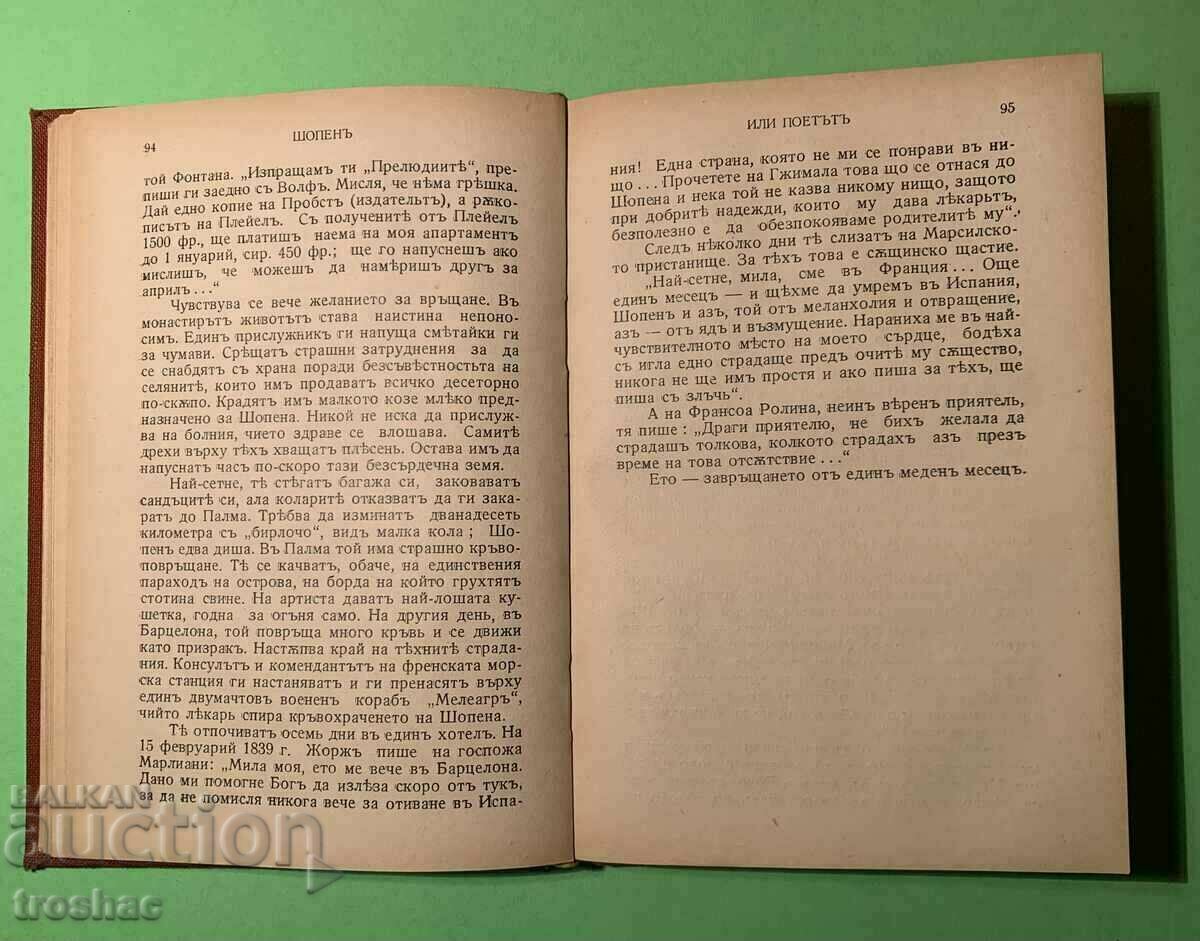 94
ШОПЕНЪ
той Фонтана. „Изпращамъ ти „Прелюдиитѣ“, пре-
пиши ги заедно съ Волфъ. Мисля, че нѣма грѣшка.
Дай едно копие на Пробстъ (издательтъ), а рѫко-
писътъ на Плейелъ. Съ полученитѣ отъ Плейелъ
1500 фр., ще платишъ наема на моя апартаментъ
до 1 януарий, сир. 450 фр.; ще го напуснешъ ако
мислишъ, че можешъ да намѣришъ другъ за
априлъ . . .“
Чувствува се вече желанието за връщане. Въ
монастирътъ животътъ става наистина непоно-
симъ. Единъ прислужникъ ги напуща смѣтайки ги
за чумави. Срѣщатъ страшни затруднения за да
се снабдятъ съ храна поради безсъвѣстностьта на
селянитѣ, които имъ продаватъ всичко десеторно
по-скѫпо. Крадятъ имъ малкото козе млѣко пред-
назначено за Шопена. Никой не иска да прислуж-
ва на болния, чието здраве се влошава. Самитѣ
дрехи върху тѣхъ хващатъ плѣсень. Остава имъ да
напуснатъ часъ по-скоро тази безсърдечна земя.
Най-сетне, тѣ стѣгатъ багажа си, заковаватъ
сандъцитѣ си, ала коларитѣ отказватъ да ги зака-
ратъ до Палма. Трѣбва да изминатъ дванадесеть
километра съ „бирлочо“, видъ малка кола ; Шо-
пенъ едва диша. Въ Палма той има страшно кръво-
повръщане. Тѣ се качватъ, обаче, на единствения
параходъ на острова, на борда на който грухтятъ
стотина свине. На артиста даватъ най-лошата ку-
шетка, годна за огъня само. На другия день, въ
Барцелона, той повръща много кръвь и се движи
като призракъ. Настѫпва край на тѣхнитѣ страда-
ния. Консулътъ и комендантътъ на френската мор-
ска станция ги настаняватъ и ги пренасятъ върху
единъ двумачтовъ военен корабъ „Мелеагръ“,
чийто лѣкарь спира кръвохраченето на Шопена.
Тѣ отпочиватъ осемь дни въ единъ хотелъ. На
15 февруарий 1839 г. Жоржъ пише на госпожа
Марлиани: „Мила моя, ето ме вече въ Барцелона.
Дано ми помогне Богъ да излѣза скоро отъ тукъ,
за да не помисля никога вече за отиване въ Испа-
ИЛИ ПОЕТЪТЪ
95
ния! Една страна, която не ми се понрави въ ни-
що . . . Прочетете на Гжимала това що се отнася до
Шопена и нека той не казва никому нищо, защото
при добритѣ надежди, които му дава лѣкарьтъ,
безполезно е да обезпокояваме родителитѣ му“.
Следъ нѣколко дни тѣ слизатъ на Марсилско-
то пристанище. За тѣхъ това е сѫщинско щастие.
„Най-сетне, мила, сме въ Франция . . . Още
единъ месецъ — и щѣхме да умремъ въ Испания,
Шопенъ и азъ, той отъ меланхолия и отвращение,
азъ — отъ ядъ и възмущение. Нараниха ме въ най-
чувствителното мѣсто на моето сърдце, бодѣха
съ игла едно страдаще предъ очитѣ му сѫщество,
никога не ще имъ простя и ако пиша за тѣхъ, ще
пиша съ злъчь“.
А на Франсоа Ролина, неинъ вѣренъ приятель,
тя пише : „Драги приятелю, не бихъ желала да
страдашъ толкова, колкото страдахъ азъ презъ
време на това отсѫтствие . . .“
Ето — завръщането отъ единъ меденъ месецъ.
BALKAN
auction
troshac